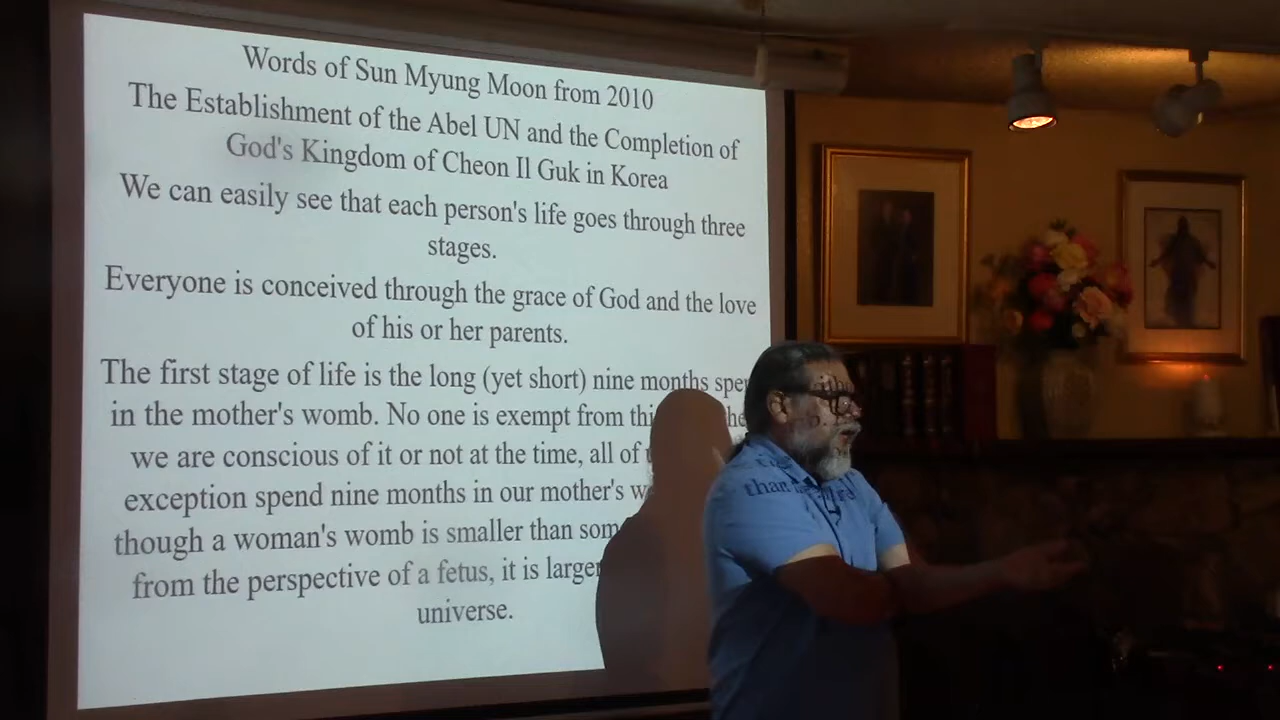 Words of Sun Myung Moon from 2010
The Establishment of the Abel UN and the Completion of
God's Kingdom of Cheon Il Guk in Korea
We can easily see that each person's life goes through three
stages.
Everyone is conceived through the grace of God and the love
of his or her parents.
The first stage of life is the long (yet short) nine months
in the mother's womb. No one is exempt from
we are conscious of it or not at the time, all of
exception spend nine months in our mother's
though a woman's womb is smaller than
from the perspective of a fetus, it is larger
than
universe.